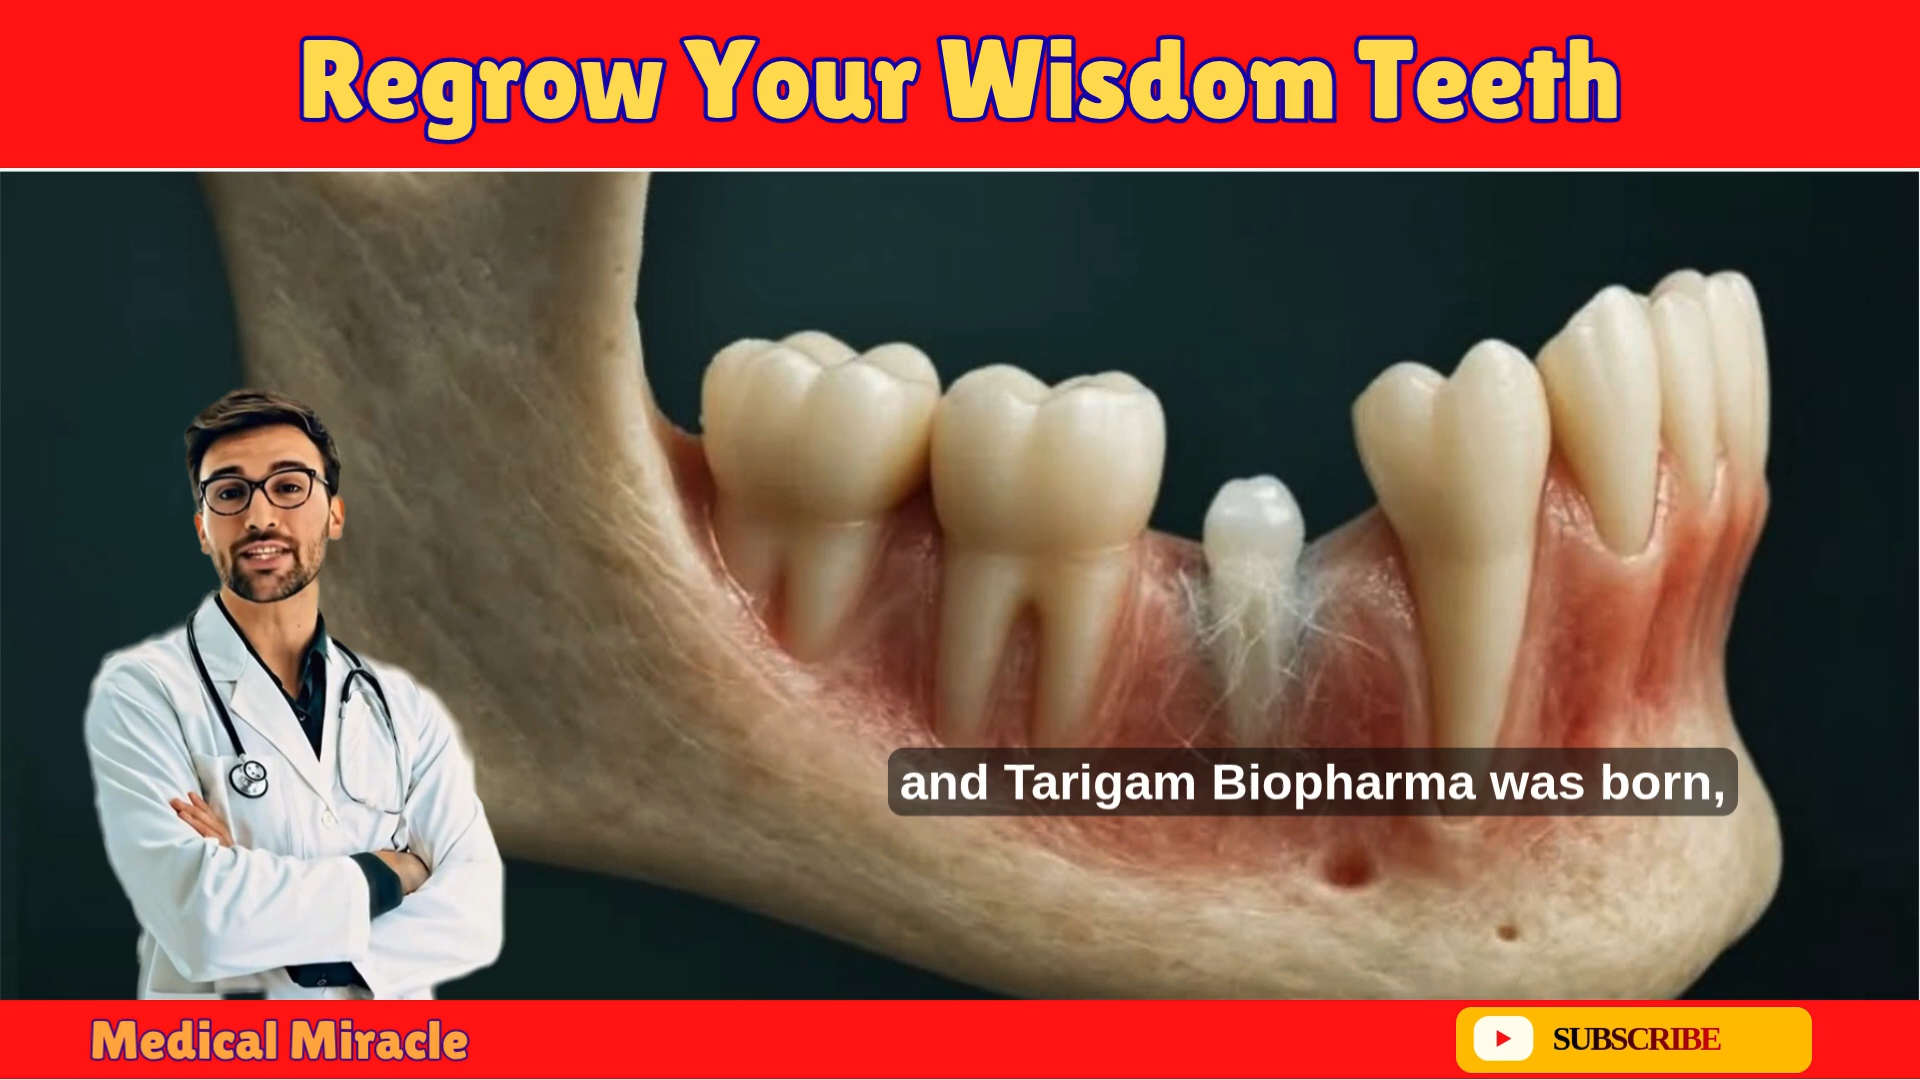 Regrow Your Wisdom Teeth
and Tarigam Biopharma was born,
Medical Miracle
SUBSCRIBE